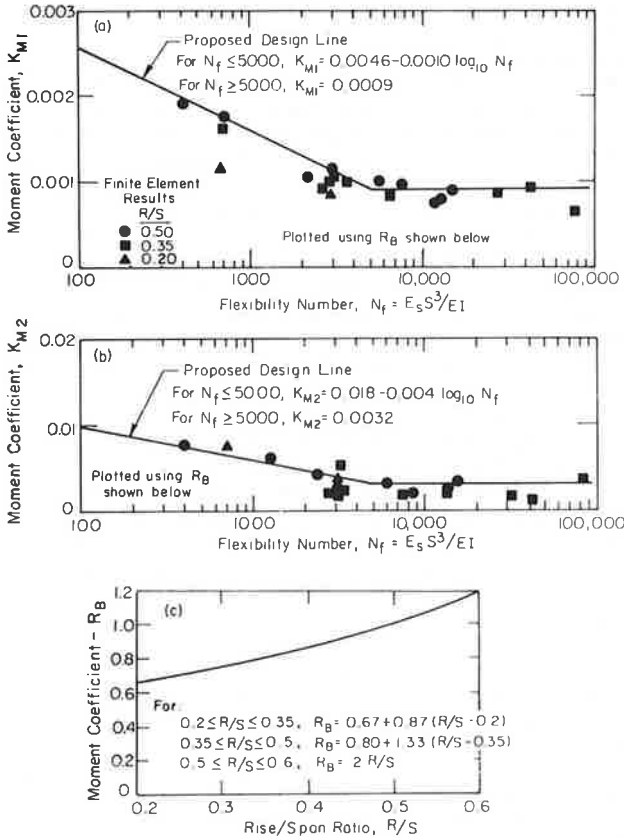 0.003
(a)
Proposed Design Line
For N_f ≤ 5000, K_M1 = 0.0046-0.0010 log_10 N_f
For N_f ≥ 5000, K_M1 = 0.0009
0.002
0.001
0
Moment Coefficient, K_M1
Finite Element
Results
R/S
● 0.50
■ 0.35
▲ 0.20
Plotted using R_B shown below
100 1000 10,000 100,000
Flexibility Number, N_f = E_S S^3/EI
0.02
(b)
Proposed Design Line
For N_f ≤ 5000, K_M2 = 0.018-0.004 log_10 N_f
For N_f ≥ 5000, K_M2 = 0.0032
0.01
0
Moment Coefficient, K_M2
Plotted using R_B
shown below
100 1000 10,000 100,000
Flexibility Number, N_f = E_S S^3/EI
1.2
(c)
1.0
0.8
0.6
0.4
0.2
0
Moment Coefficient - R_B
For
0.2 ≤ R/S ≤ 0.35, R_B = 0.67+0.87 (R/S-0.2)
0.35 ≤ R/S ≤ 0.5, R_B = 0.80+1.33 (R/S-0.35)
0.5 ≤ R/S ≤ 0.6, R_B = 2 R/S
0.2 0.3 0.4 0.5 0.6
Rise/Span Ratio, R/S